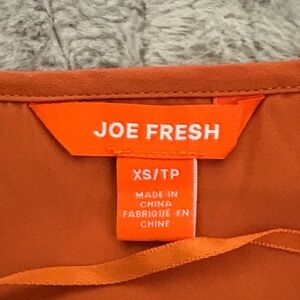 JOE FRESH
XS/TP
MADE IN
CHINA
FABRIQUÉ EN
CHINE